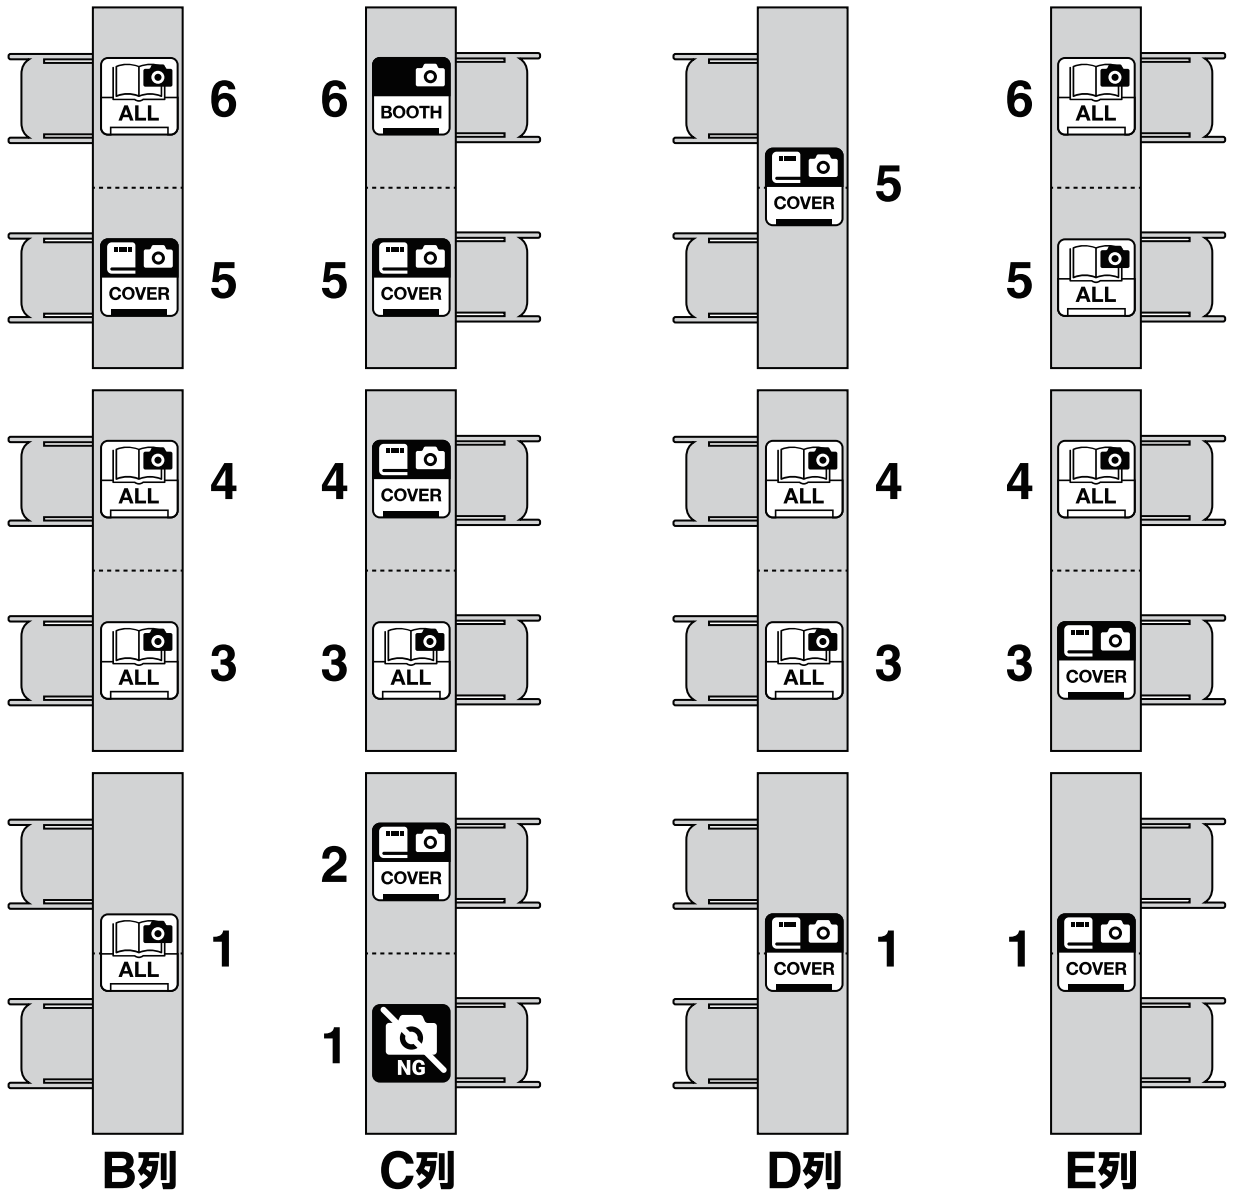 ALL 6 6 BOOTH 6 ALL
COVER 5
COVER 5 5 COVER 5 ALL
ALL 4 4 COVER ALL 4 4 ALL
ALL 3 3 ALL ALL 3 3 COVER
2 COVER
ALL 1 COVER 1 1 COVER
1 NG
B列 C列 D列 E列